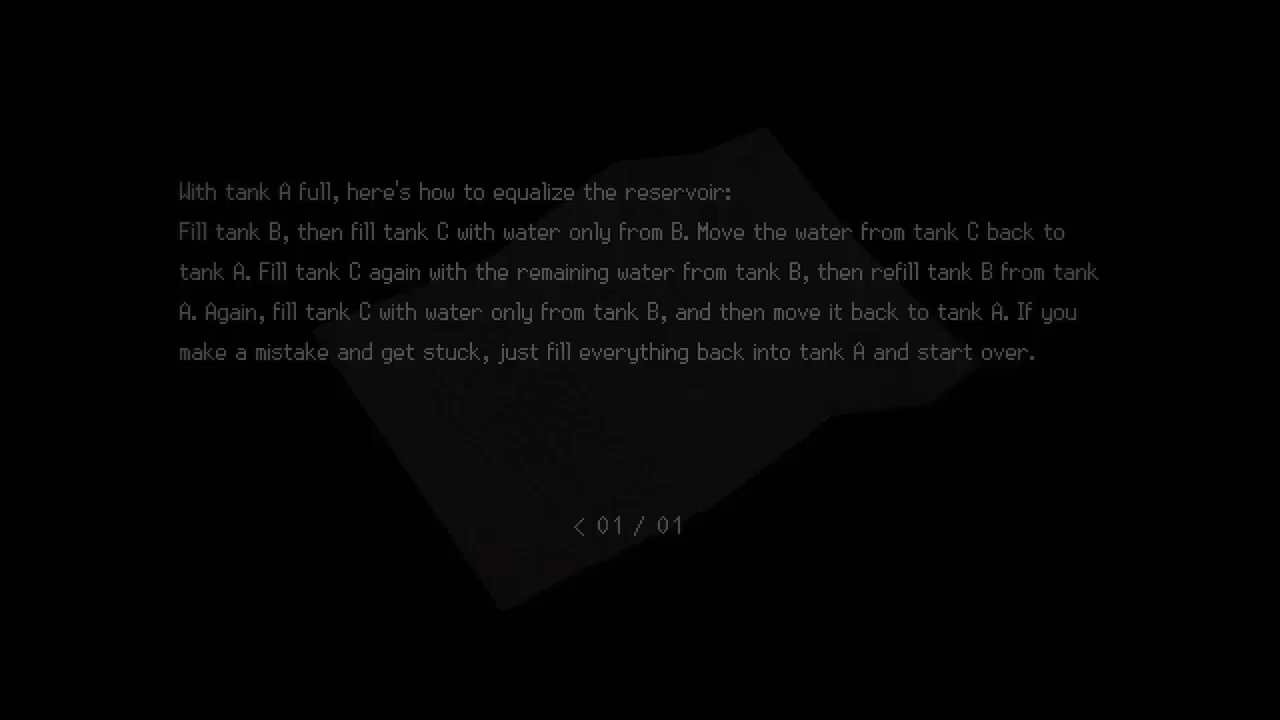 With tank A full, here's how to equalize the reservoir:
Fill tank B, then fill tank C with water only from B. Move the water from tank C back to
tank A. Fill tank C again with the remaining water from tank B, then refill tank B from tank
A. Again, fill tank C with water only from tank B, and then move it back to tank A. If you
make a mistake and get stuck, just fill everything back into tank A and start over.
< 01 / 01